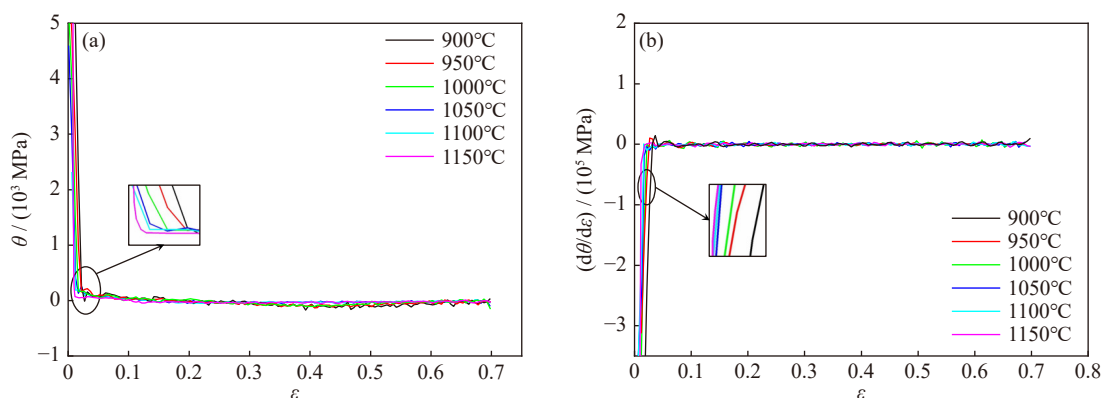 (a)
5
4
3
2
1
0
−1
θ / (10³ MPa)
900°C
950°C
1000°C
1050°C
1100°C
1150°C
0 0.1 0.2 0.3 0.4 0.5 0.6 0.7
ε
(b)
2
1
0
−1
−2
−3
(dθ/dε) / (10⁵ MPa)
900°C
950°C
1000°C
1050°C
1100°C
1150°C
0 0.1 0.2 0.3 0.4 0.5 0.6 0.7 0.8
ε